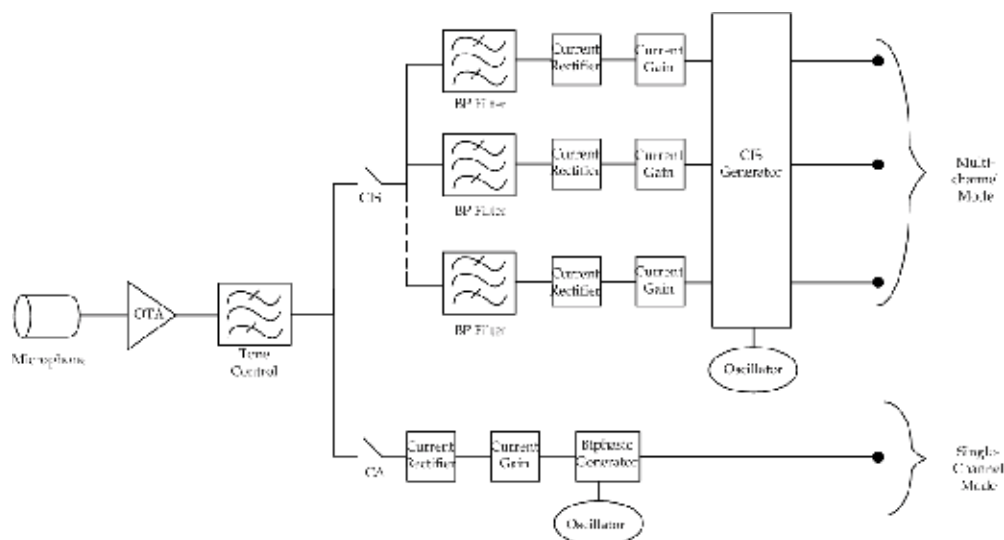 BP Filter
Current
Rectifier
Current
Gain
BP Filter
Current
Rectifier
Current
Gain
BP Filter
Current
Rectifier
Current
Gain
CIS
Generator
Oscillator
Multi-
channel
Mode
CIS
Microphone
OTA
Tone
Control
CA
Current
Rectifier
Current
Gain
Biphasic
Generator
Oscillator
Single-
Channel
Mode